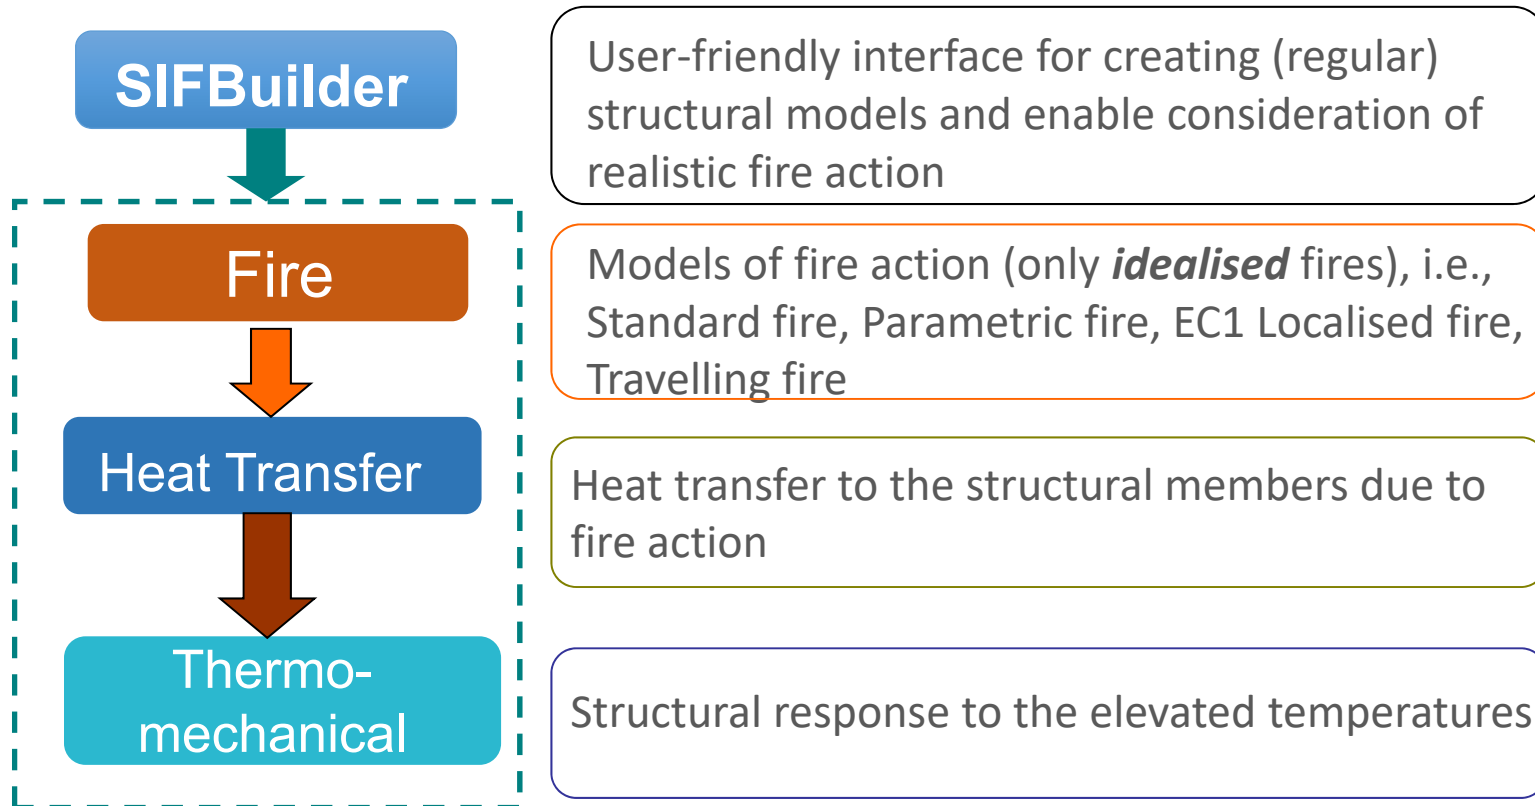 SIFBuilder
User-friendly interface for creating (regular)
structural models and enable consideration of
realistic fire action
Fire
Models of fire action (only idealised fires), i.e.,
Standard fire, Parametric fire, EC1 Localised fire,
Travelling fire
Heat Transfer
Heat transfer to the structural members due to
fire action
Thermo-
mechanical
Structural response to the elevated temperatures